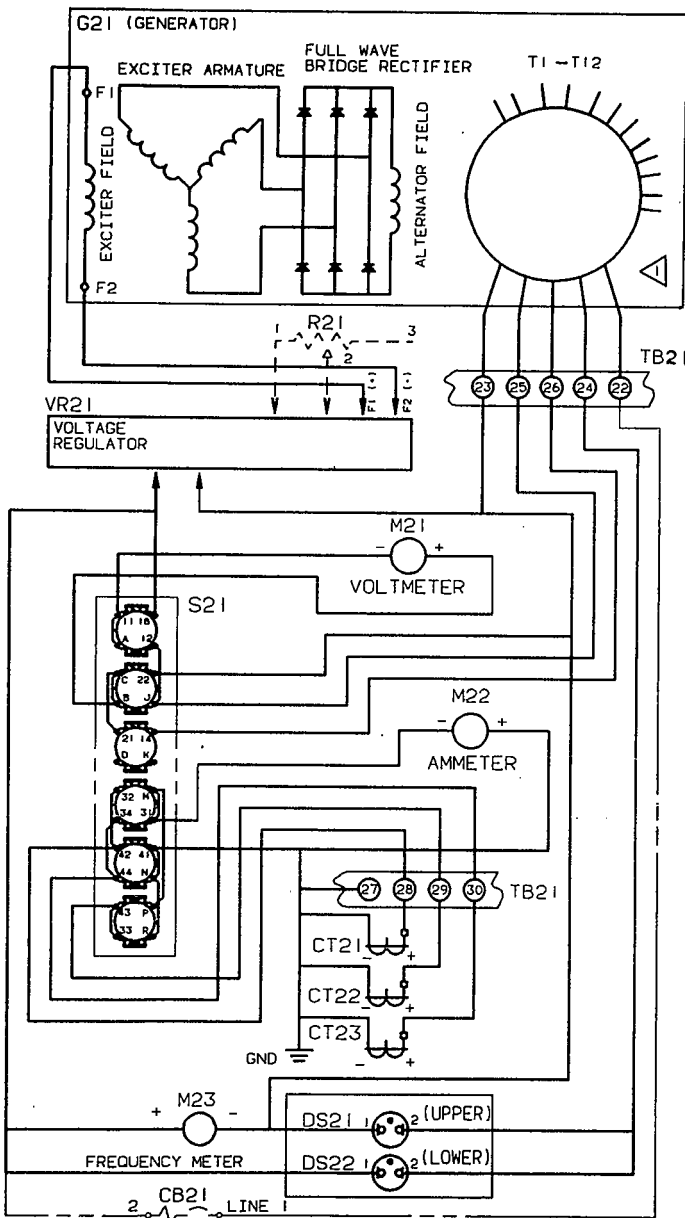 G21 (GENERATOR)
FULL WAVE
BRIDGE RECTIFIER
EXCITER ARMATURE
T1-T12
F1
EXCITER FIELD
ALTERNATOR FIELD
F2
1
R21
1
3
2
TB21
F1 (+)
F2 (-)
23
25
26
24
22
VR21
VOLTAGE
REGULATOR
M21
-
+
VOLTMETER
S21
11
A
12
C 22
B J
M22
-
+
AMMETER
21 14
D K
32
34 31
42 41
44 N
43 P
33 R
27
28
29
30
TB21
CT21
-
+
CT22
-
+
CT23
-
+
GND
M23
+
-
FREQUENCY METER
DS21 1
2 (UPPER)
DS22 1
2 (LOWER)
CB21
2
LINE 1